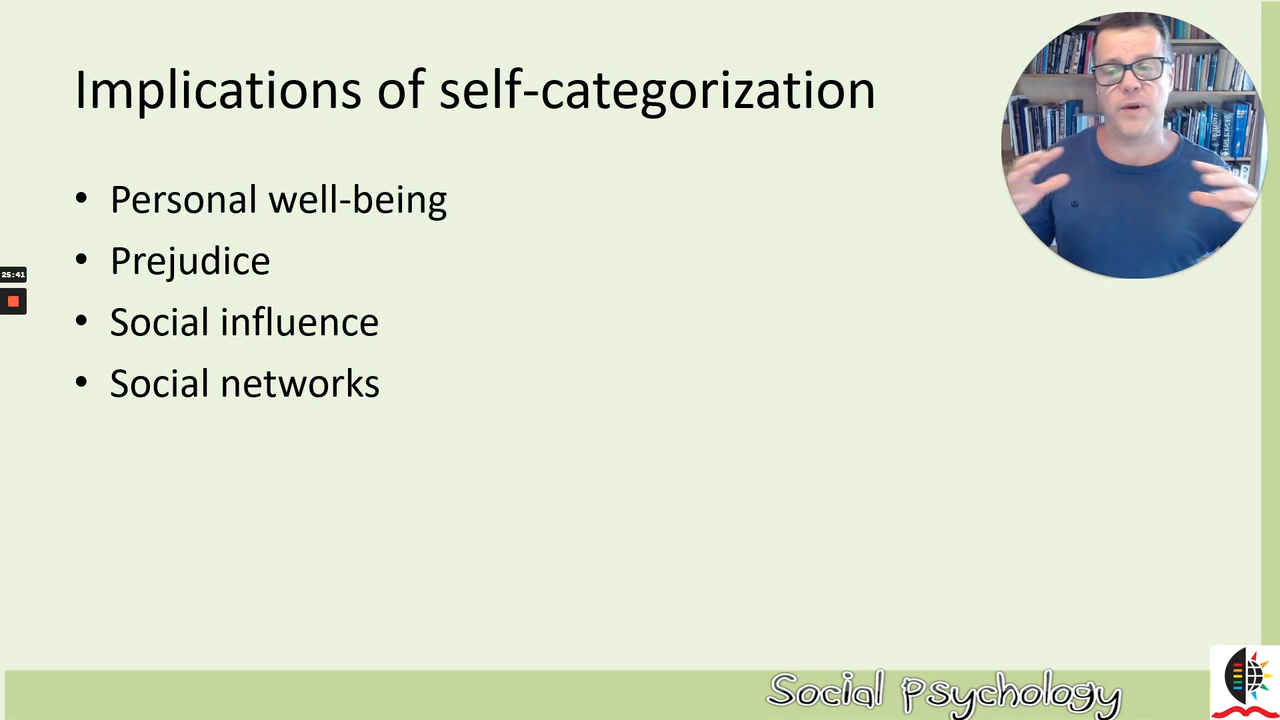 Implications of self-categorization
• Personal well-being
• Prejudice
• Social influence
• Social networks
25:41
Social Psychology